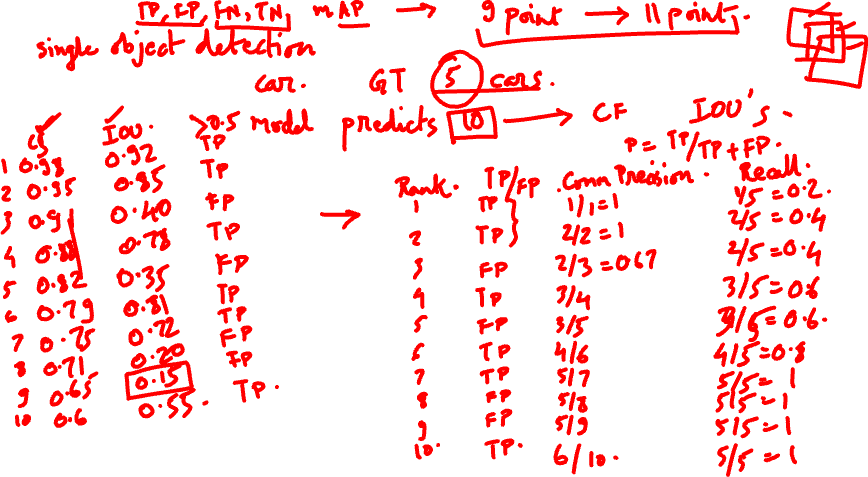 TP, FP, FN, TN, mAP → 9 point → 11 point,.
single object detection
car. GT 5 cars.
model predicts 10 → CF IOU's.
P = TP/TP+FP.
CS IOU. >0.5
1 0.98 0.92 TP
2 0.95 0.85 TP
3 0.91 0.40 FP
4 0.88 0.78 TP
5 0.82 0.35 FP
6 0.79 0.81 TP
7 0.75 0.72 TP
8 0.71 0.20 FP
9 0.65 0.15 FP
10 0.6 0.55. TP.
→
Rank. TP/FP .Comm Precision. Recall.
1 TP 1/1=1 1/5=0.2.
2 TP 2/2=1 2/5=0.4
3 FP 2/3=0.67 2/5=0.4
4 TP 3/4 3/5=0.6
5 FP 3/5 3/5=0.6.
6 TP 4/6 4/5=0.8
7 TP 5/7 5/5=1
8 FP 5/8 5/5=1
9 FP 5/9 5/5=1
10. TP. 6/10. 5/5=1